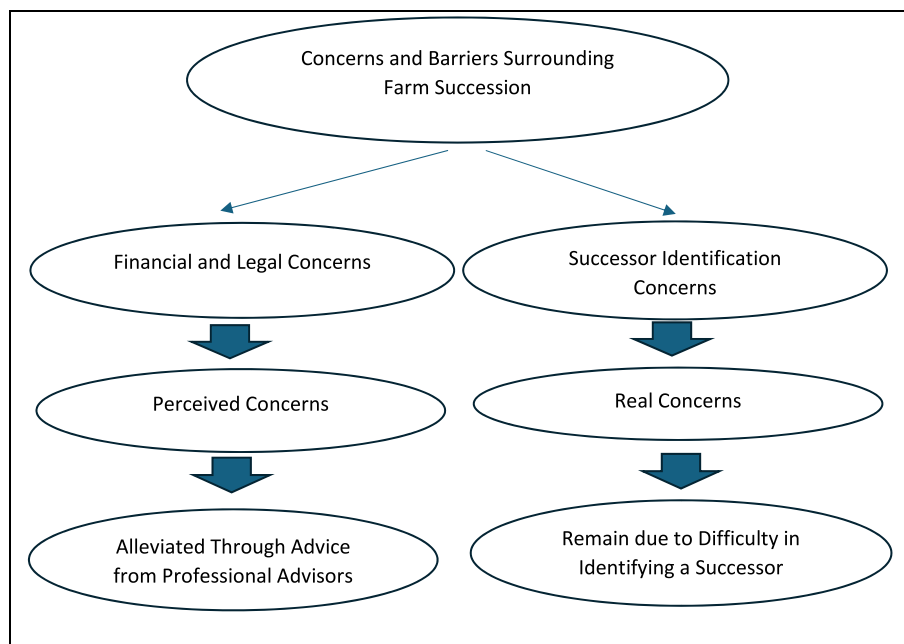 Concerns and Barriers Surrounding
Farm Succession
Financial and Legal Concerns
Successor Identification
Concerns
Perceived Concerns
Real Concerns
Alleviated Through Advice
from Professional Advisors
Remain due to Difficulty in
Identifying a Successor